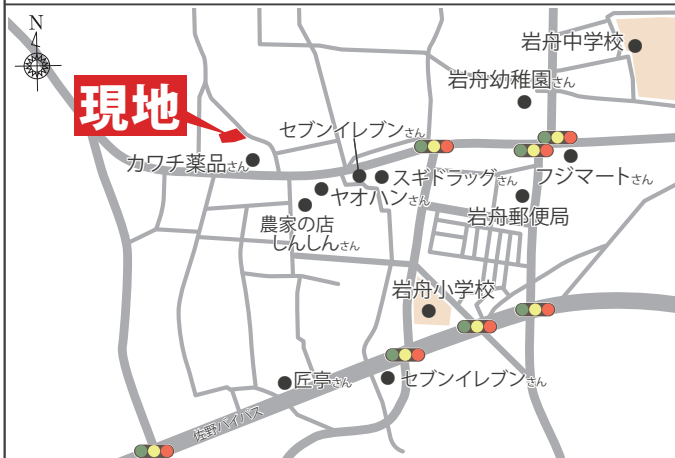 N
岩舟中学校
岩舟幼稚園さん
現地
セブンイレブンさん
カワチ薬品さん
スギドラッグさん
フジマートさん
ヤオハンさん
農家の店
しんしんさん
岩舟郵便局
岩舟小学校
匠亭さん
セブンイレブンさん
佐野バイパス